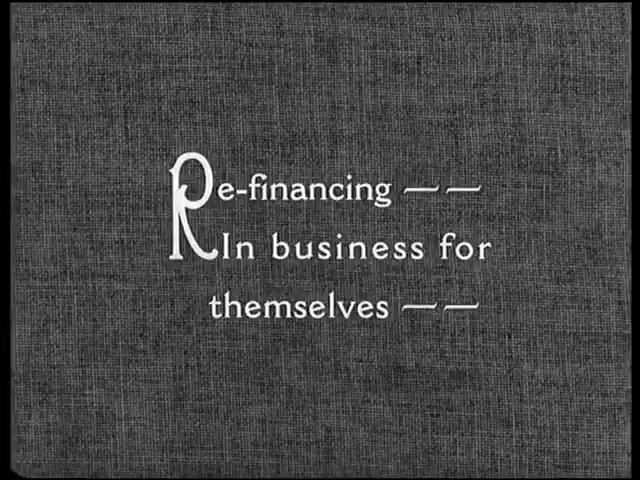 Re-financing — —
In business for
themselves — —